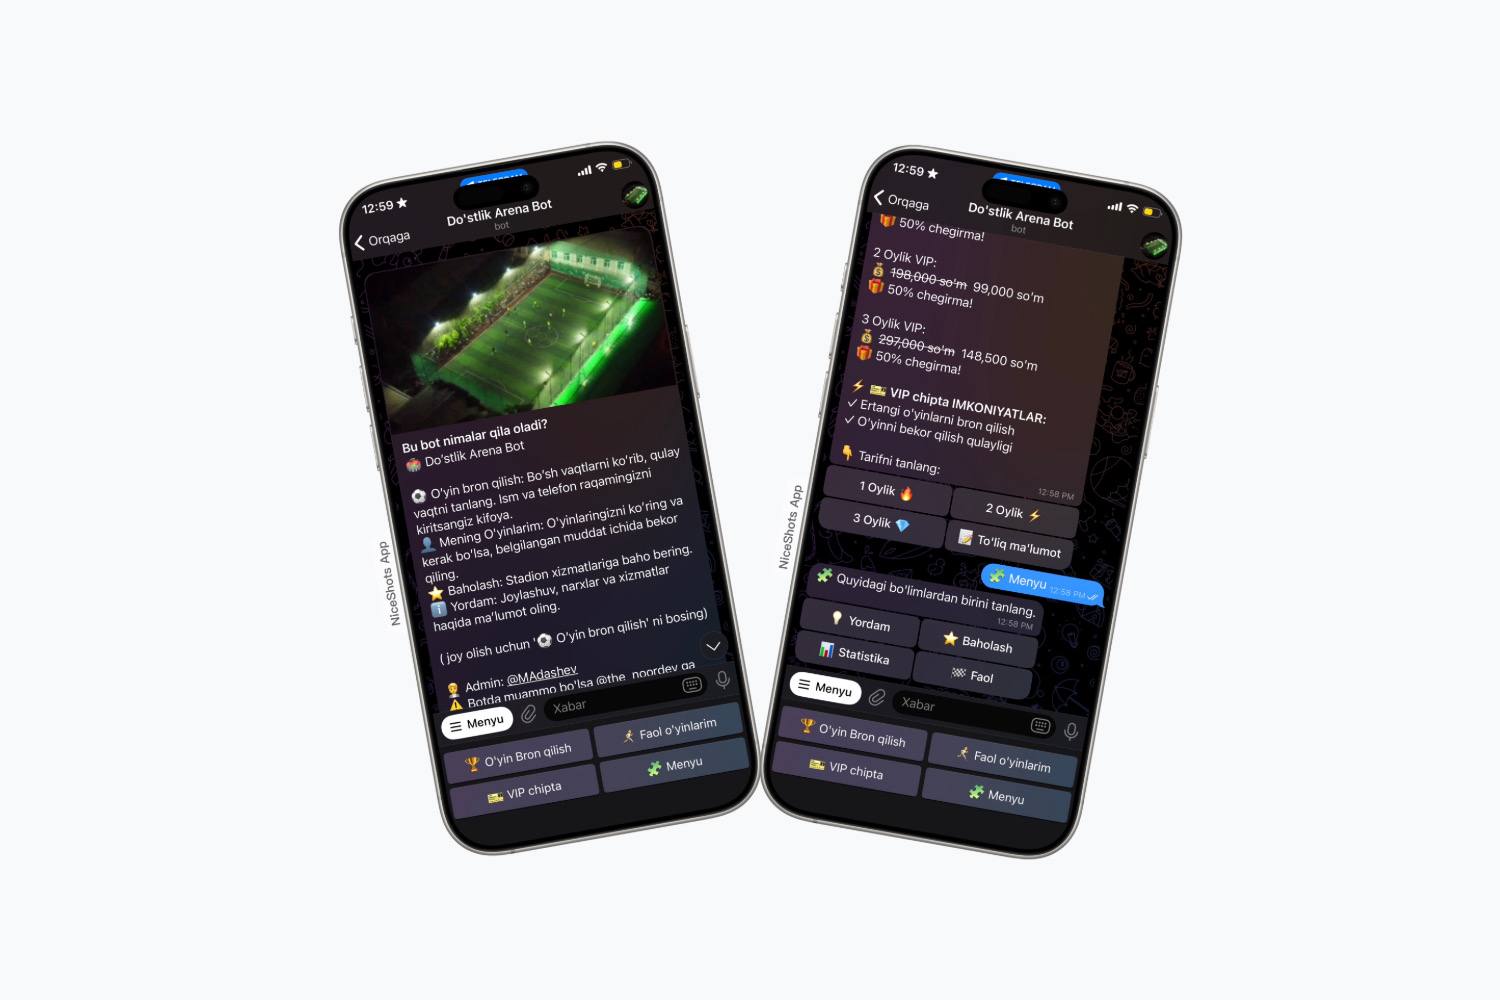 12:59
Orqaga
Do'stlik Arena Bot
bot
Bu bot nimalar qila oladi?
🏟️ Do'stlik Arena Bot
⚽ O'yin bron qilish: Bo'sh vaqtlarni ko'rib, qulay
vaqtni tanlang. Ism va telefon raqamingizni
kiritsangiz kifoya.
👤 Mening O'yinlarim: O'yinlaringizni ko'ring va
kerak bo'lsa, belgilangan muddat ichida bekor
qiling.
⭐ Baholash: Stadion xizmatlariga baho bering.
ℹ️ Yordam: Joylashuv, narxlar va xizmatlar
haqida ma'lumot oling.
( joy olish uchun '⚽ O'yin bron qilish' ni bosing)
Admin: @MAdashev
⚠️ Botda muammo bo'lsa @the_noordev ga
Menyu
Xabar
🏆 O'yin Bron qilish
🏃 Faol o'yinlarim
🎫 VIP chipta
🧩 Menyu
NiceShots App
12:59
Orqaga
Do'stlik Arena Bot
bot
🎁 50% chegirma!
2 Oylik VIP:
💰 198,000 so'm 99,000 so'm
🎁 50% chegirma!
3 Oylik VIP:
💰 297,000 so'm 148,500 so'm
🎁 50% chegirma!
⚡ 🎫 VIP chipta IMKONIYATLAR:
✓ Ertangi o'yinlarni bron qilish
✓ O'yinni bekor qilish qulayligi
👇 Tarifni tanlang:
12:58 PM
1 Oylik 🔥
2 Oylik ⚡
3 Oylik 💎
📝 To'liq ma'lumot
🧩 Menyu 12:58 PM
🧩 Quyidagi bo'limlardan birini tanlang.
12:58 PM
💡 Yordam
⭐ Baholash
📊 Statistika
🏁 Faol
Menyu
Xabar
🏆 O'yin Bron qilish
🏃 Faol o'yinlarim
🎫 VIP chipta
🧩 Menyu
NiceShots App